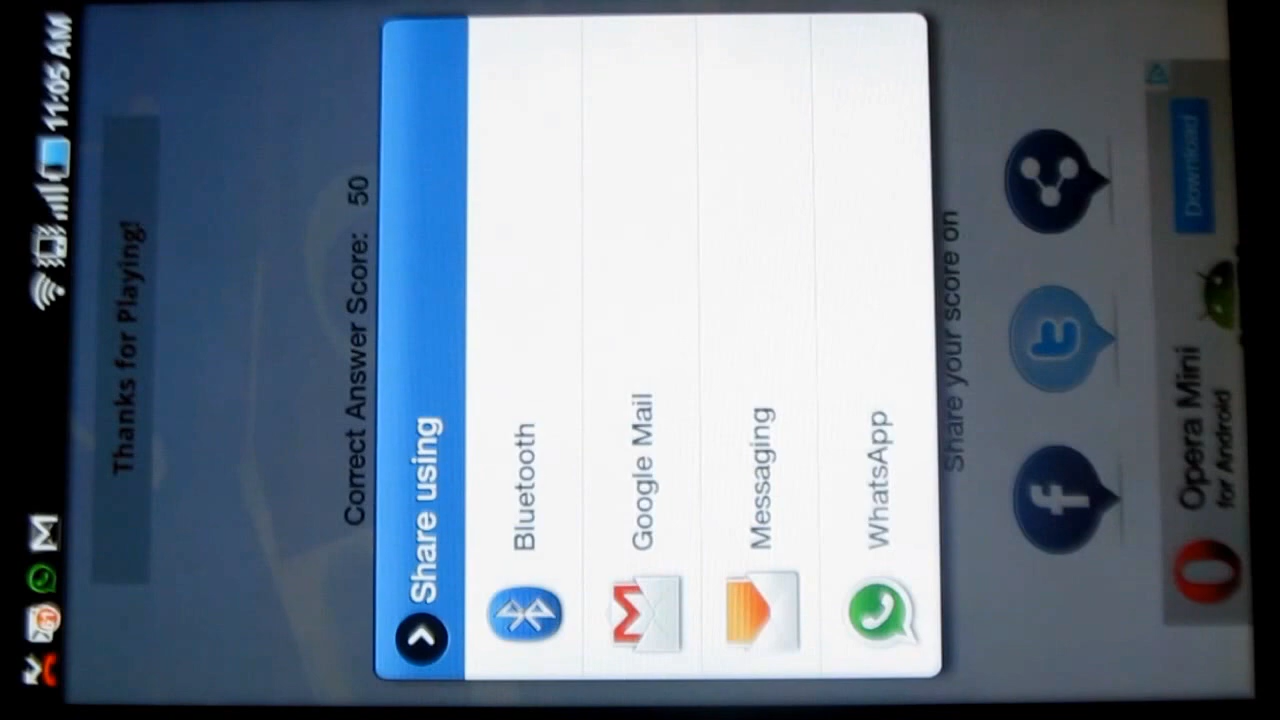 11:05 AM
Thanks for Playing!
Correct Answer Score: 50
Share using
Bluetooth
Google Mail
Messaging
WhatsApp
Share your score on
Opera Mini
for Android
Download